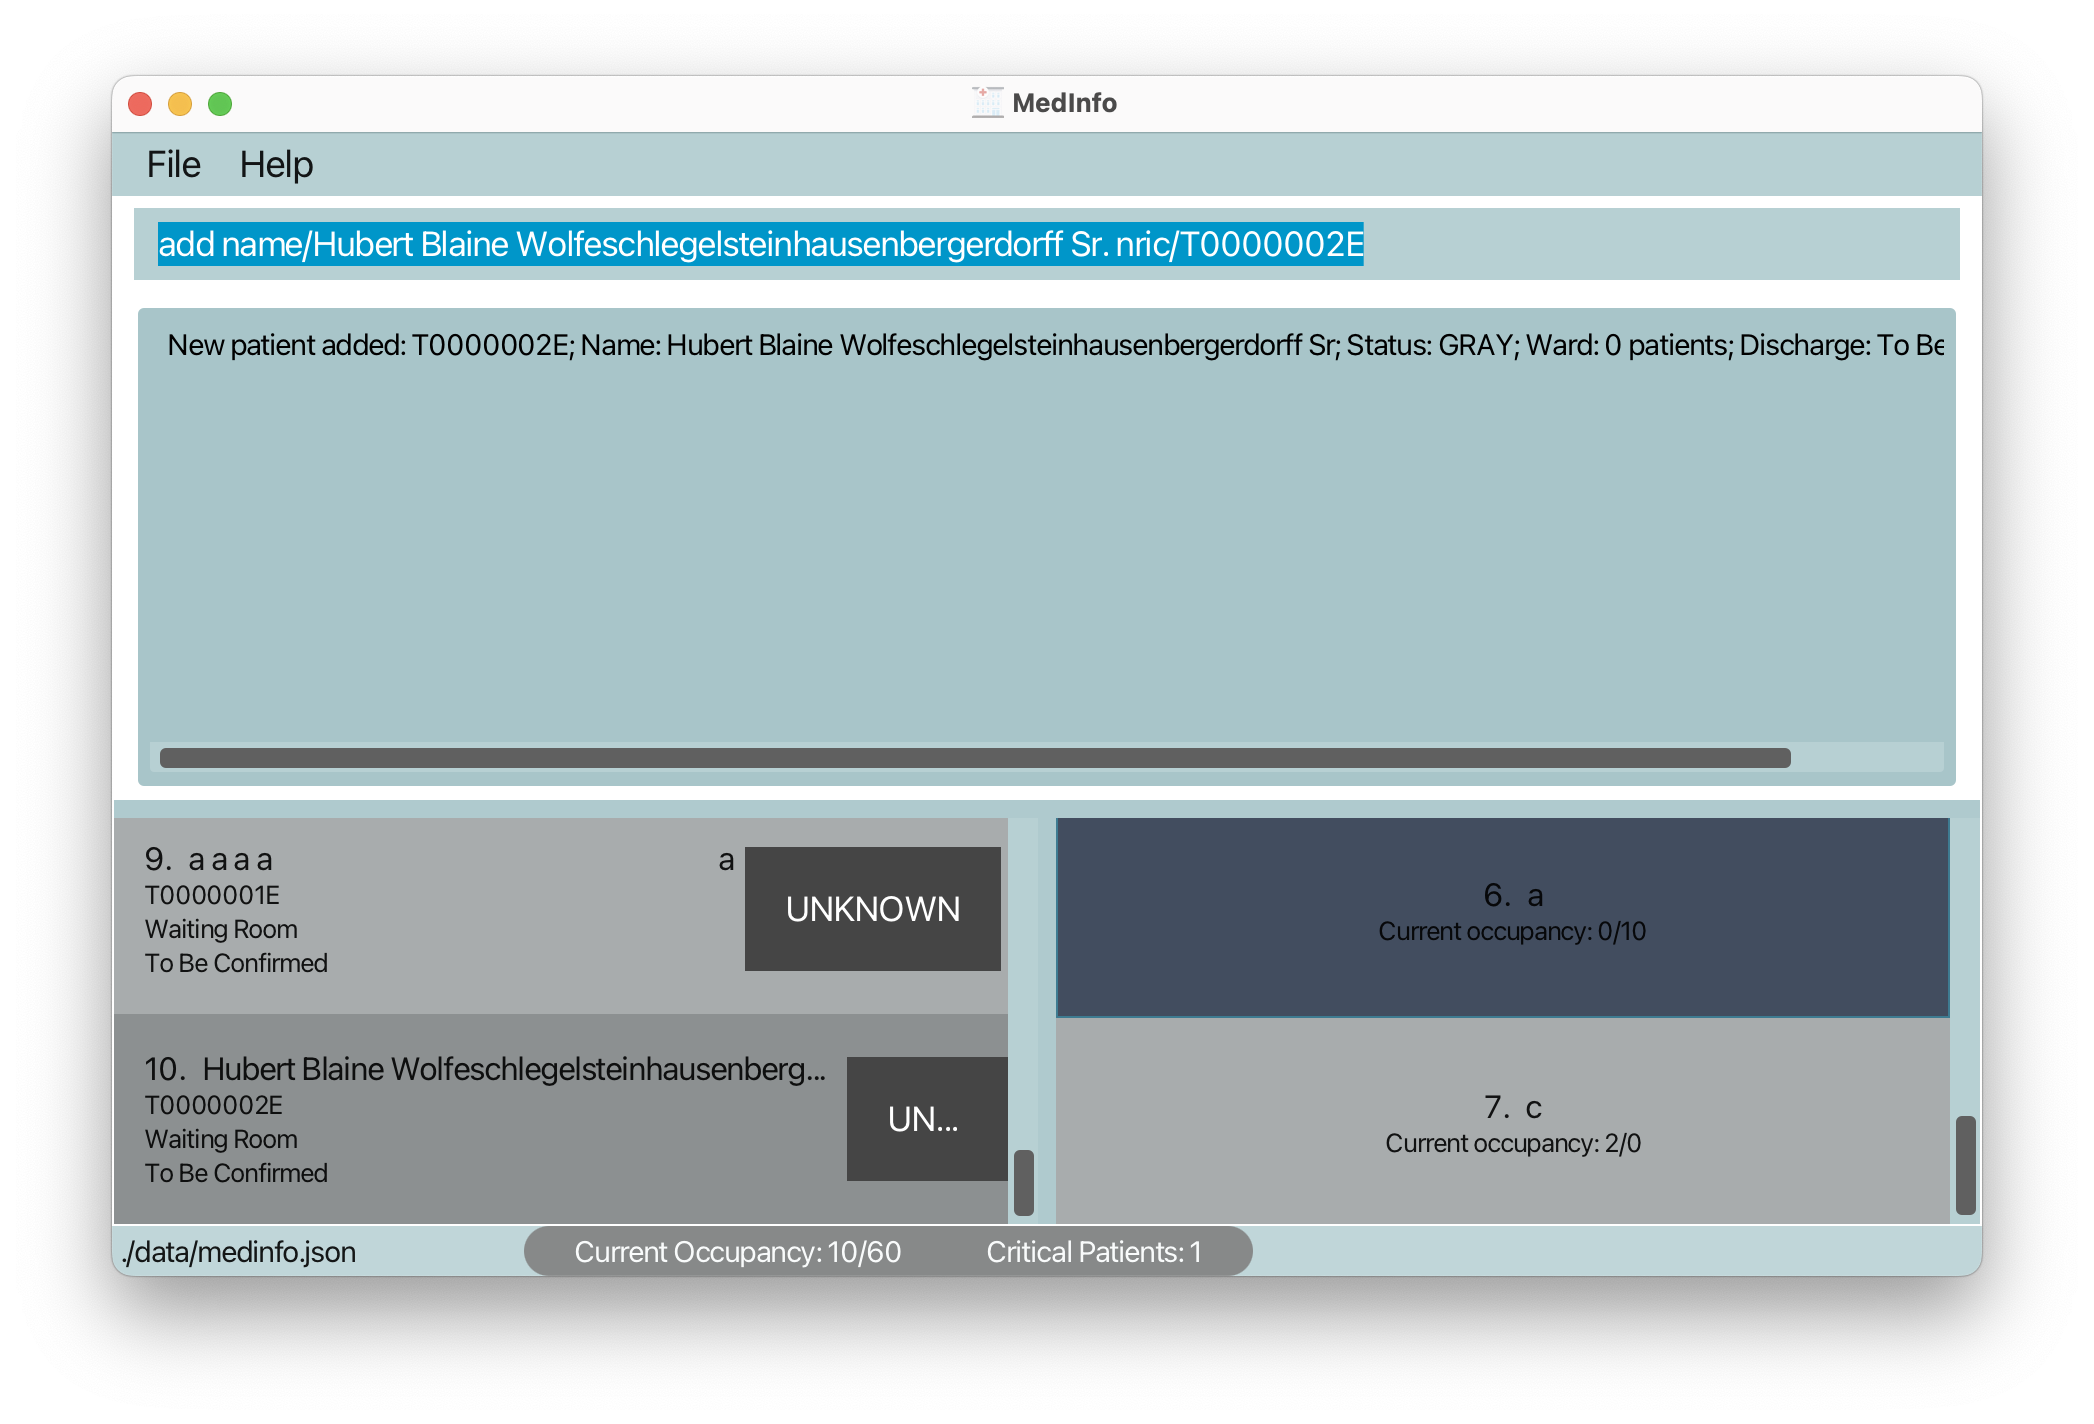 MedInfo
File Help
add name/Hubert Blaine Wolfeschlegelsteinhausenbergerdorff Sr. nric/T0000002E
New patient added: T0000002E; Name: Hubert Blaine Wolfeschlegelsteinhausenbergerdorff Sr; Status: GRAY; Ward: 0 patients; Discharge: To Be
9. a a a a a
UNKNOWN
T0000001E
Waiting Room
To Be Confirmed
10. Hubert Blaine Wolfeschlegelsteinhausenberg...
UN...
T0000002E
Waiting Room
To Be Confirmed
6. a
Current occupancy: 0/10
7. c
Current occupancy: 2/0
./data/medinfo.json
Current Occupancy: 10/60 Critical Patients: 1